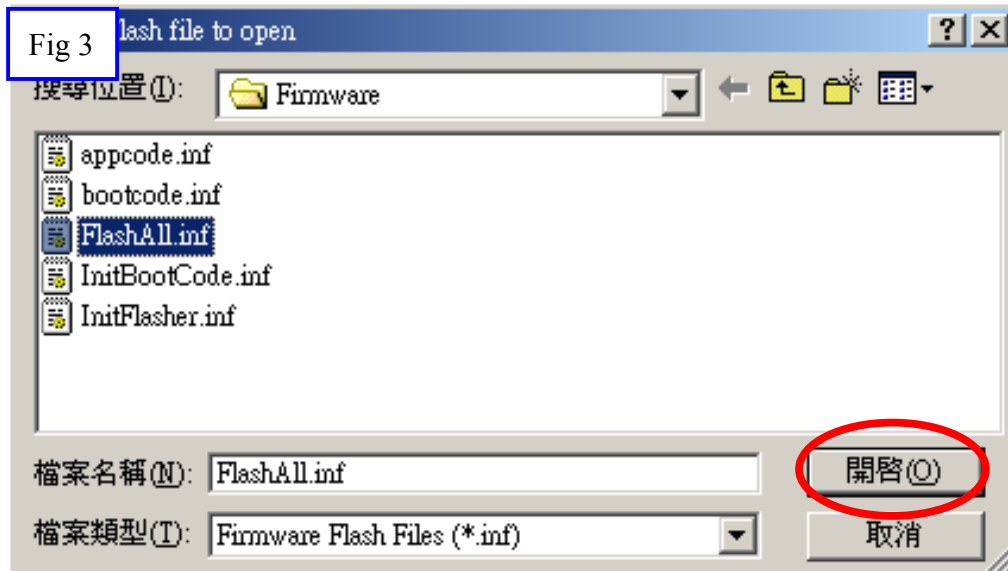 Fig 3
lash file to open
搜尋位置(I): Firmware
appcode.inf
bootcode.inf
FlashAll.inf
InitBootCode.inf
InitFlasher.inf
檔案名稱(N): FlashAll.inf 開啓(O)
檔案類型(T): Firmware Flash Files (*.inf) 取消